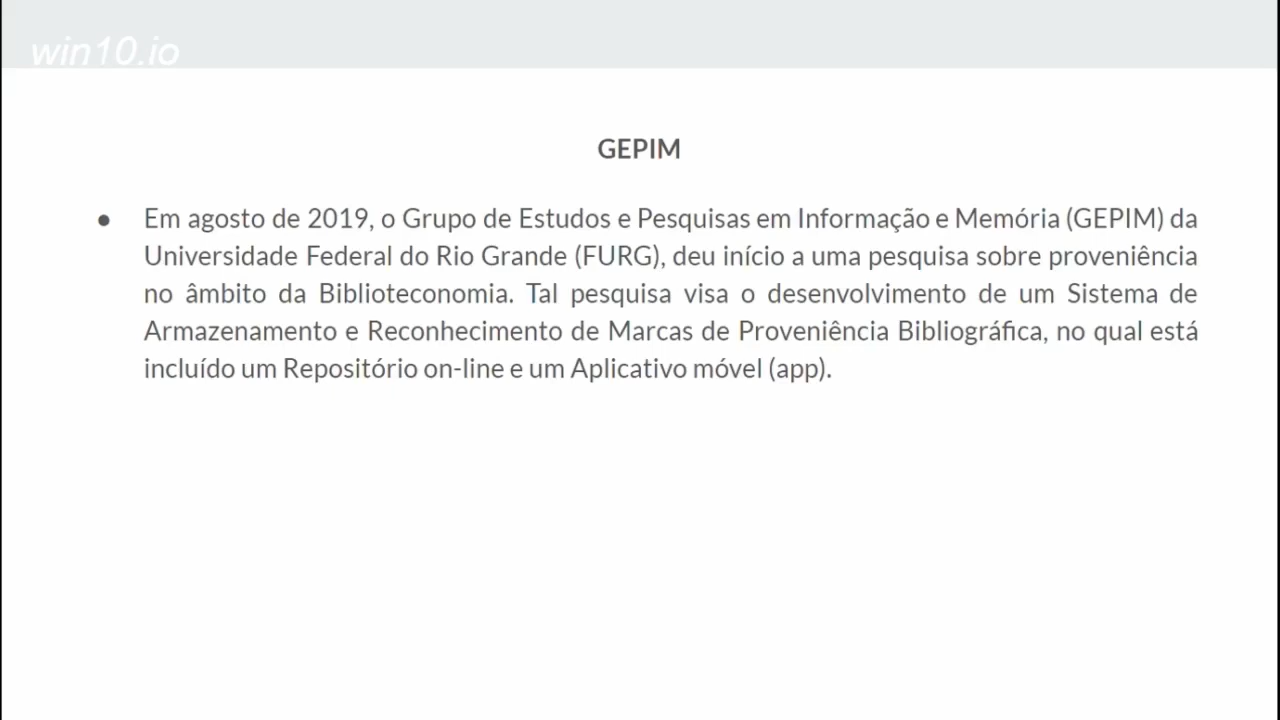 win10.io
GEPIM
● Em agosto de 2019, o Grupo de Estudos e Pesquisas em Informação e Memória (GEPIM) da
Universidade Federal do Rio Grande (FURG), deu início a uma pesquisa sobre proveniência
no âmbito da Biblioteconomia. Tal pesquisa visa o desenvolvimento de um Sistema de
Armazenamento e Reconhecimento de Marcas de Proveniência Bibliográfica, no qual está
incluído um Repositório on-line e um Aplicativo móvel (app).